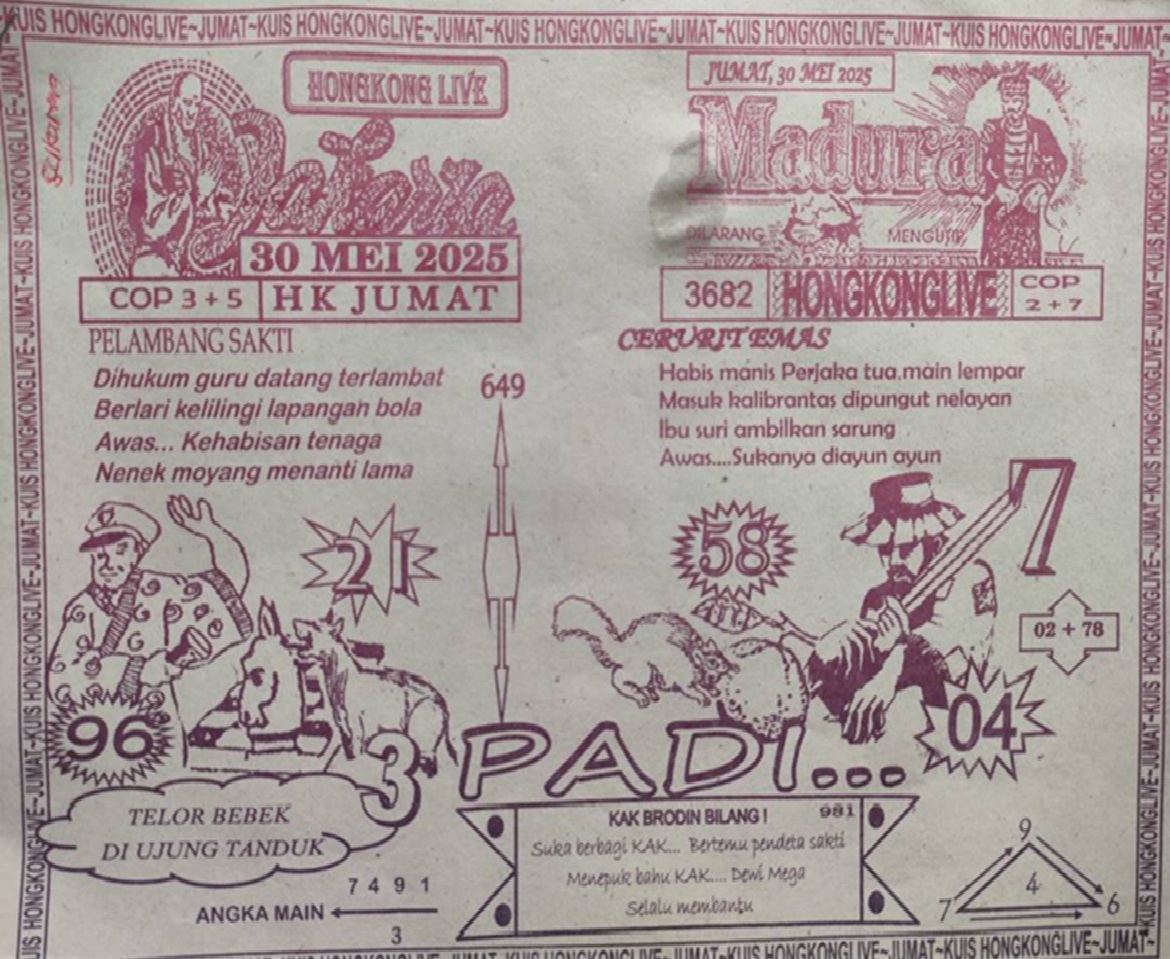 KUIS HONGKONGLIVE~JUMAT~KUIS HONGKONGLIVE~JUMAT~KUIS HONGKONGLIVE~JUMAT~KUIS HONGKONGLIVE~JUMAT~KUIS HONGKONGLIVE~JUMAT~KUIS HONGKONGLIVE~JUMAT~
HONGKONG LIVE
30 MEI 2025
COP 3 + 5
HK JUMAT
PELAMBANG SAKTI
Dihukum guru datang terlambat
Berlari kelilingi lapangan bola
Awas... Kehabisan tenaga
Nenek moyang menanti lama
649
21
96
3
TELOR BEBEK
DI UJUNG TANDUK
7 4 9 1
ANGKA MAIN
3
JUMAT, 30 MEI 2025
Madura
DILARANG
MENGUTIP
3682
HONGKONGLIVE
COP
2 + 7
CERURIT EMAS
Habis manis Perjaka tua.main lempar
Masuk kalibrantas dipungut nelayan
Ibu suri ambilkan sarung
Awas....Sukanya diayun ayun
7
58
02 + 78
04
PADI...
KAK BRODIN BILANG !
981
Suka berbagi KAK... Bertemu pendeta sakti
Menepuk bahu KAK.... Dewi Mega
Selalu membantu
9
4
7
6